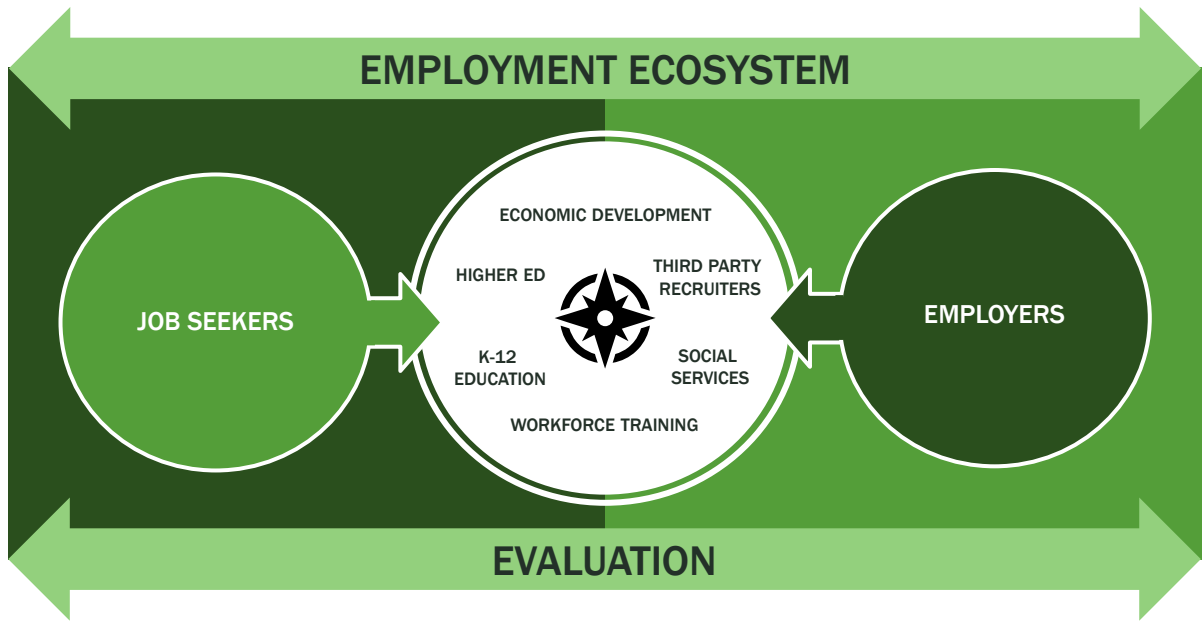 EMPLOYMENT ECOSYSTEM
JOB SEEKERS
ECONOMIC DEVELOPMENT
HIGHER ED
THIRD PARTY
RECRUITERS
K-12
EDUCATION
SOCIAL
SERVICES
WORKFORCE TRAINING
EMPLOYERS
EVALUATION